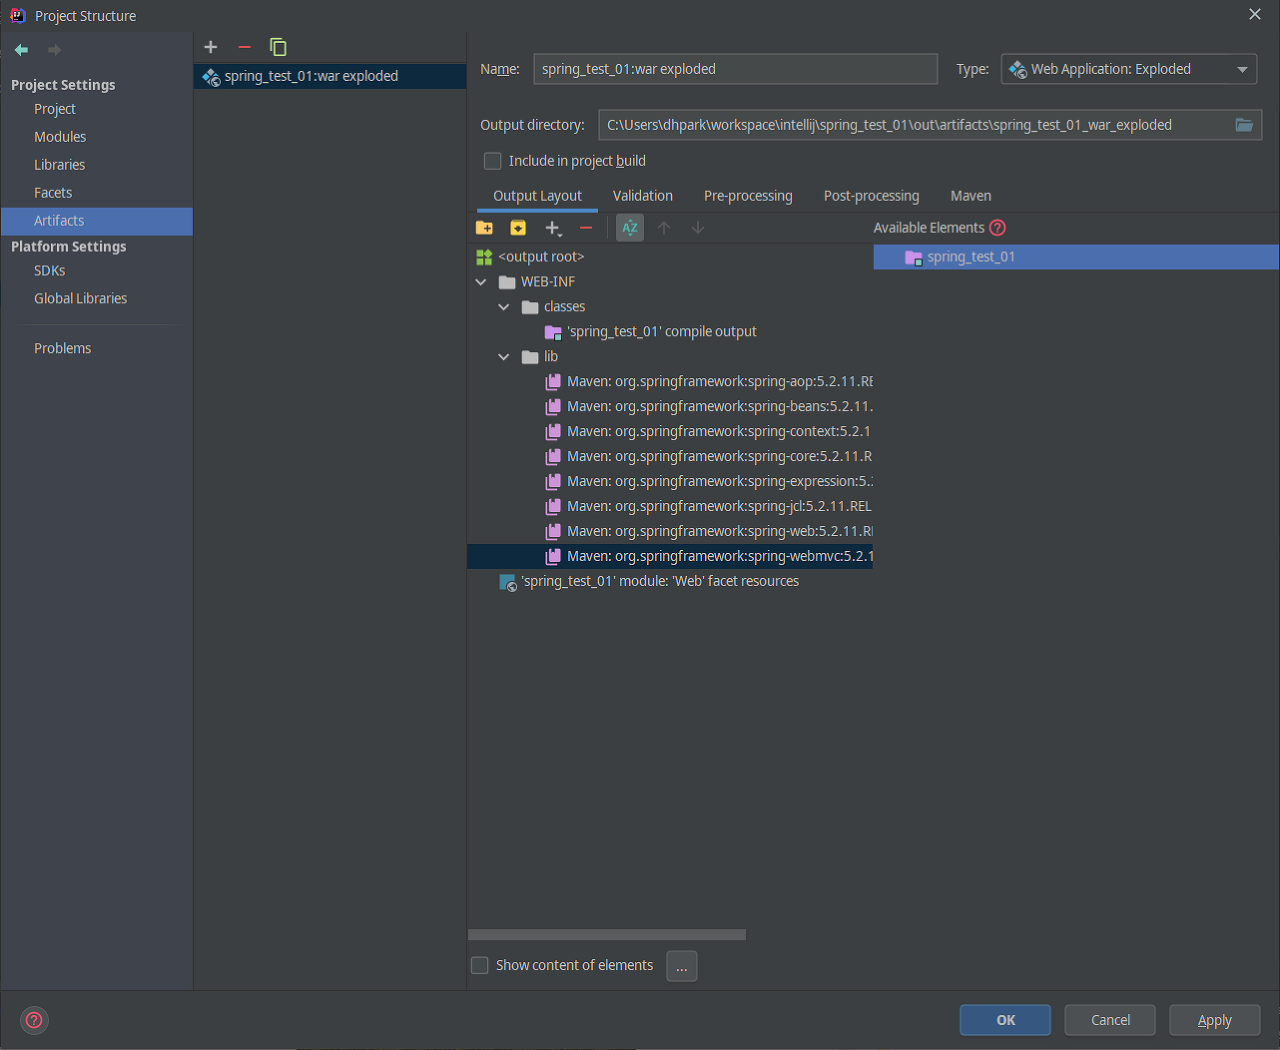 Project Structure
Project Settings
Project
Modules
Libraries
Facets
Artifacts
Platform Settings
SDKs
Global Libraries
Problems
spring_test_01:war exploded
Name: spring_test_01:war exploded Type: Web Application: Exploded
Output directory: C:\Users\dhpark\workspace\intellij\spring_test_01\out\artifacts\spring_test_01_war_exploded
Include in project build
Output Layout Validation Pre-processing Post-processing Maven
AZ
<output root>
WEB-INF
classes
'spring_test_01' compile output
lib
Maven: org.springframework:spring-aop:5.2.11.RE
Maven: org.springframework:spring-beans:5.2.11.
Maven: org.springframework:spring-context:5.2.1
Maven: org.springframework:spring-core:5.2.11.R
Maven: org.springframework:spring-expression:5.
Maven: org.springframework:spring-jcl:5.2.11.REL
Maven: org.springframework:spring-web:5.2.11.R
Maven: org.springframework:spring-webmvc:5.2.1
'spring_test_01' module: 'Web' facet resources
Available Elements ?
spring_test_01
Show content of elements ...
? OK Cancel Apply